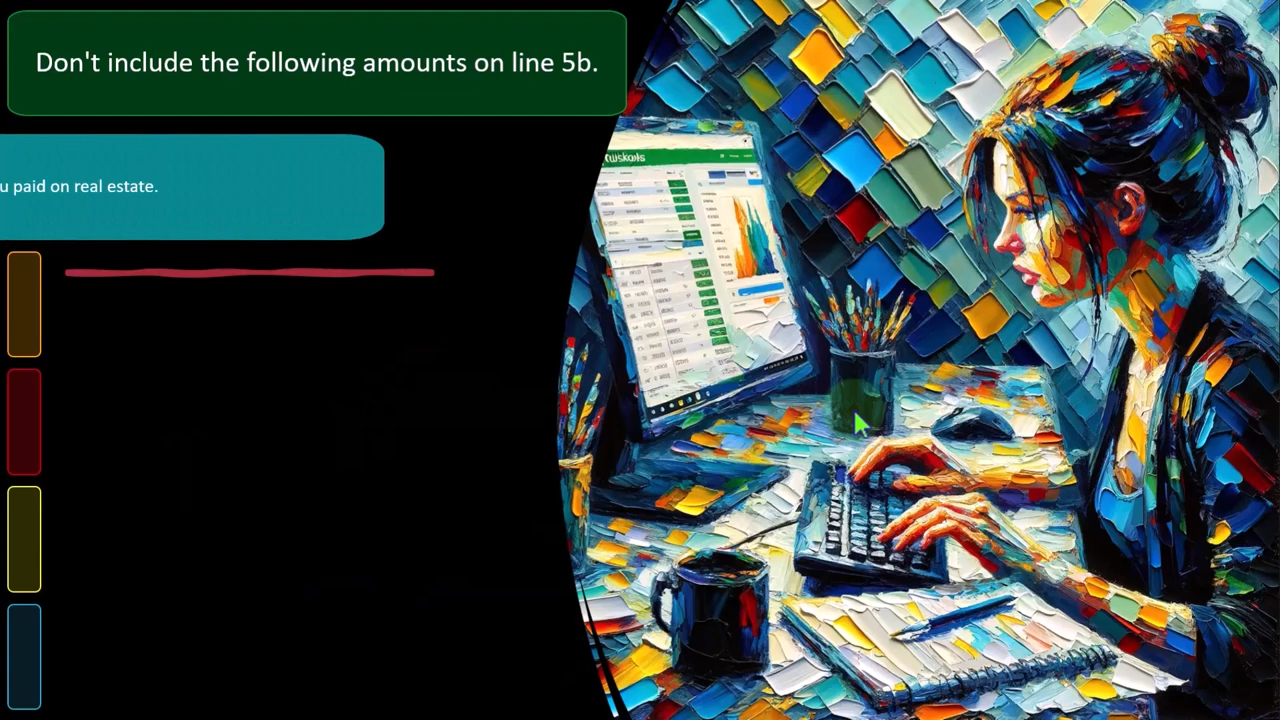 Don't include the following amounts on line 5b.
u paid on real estate.